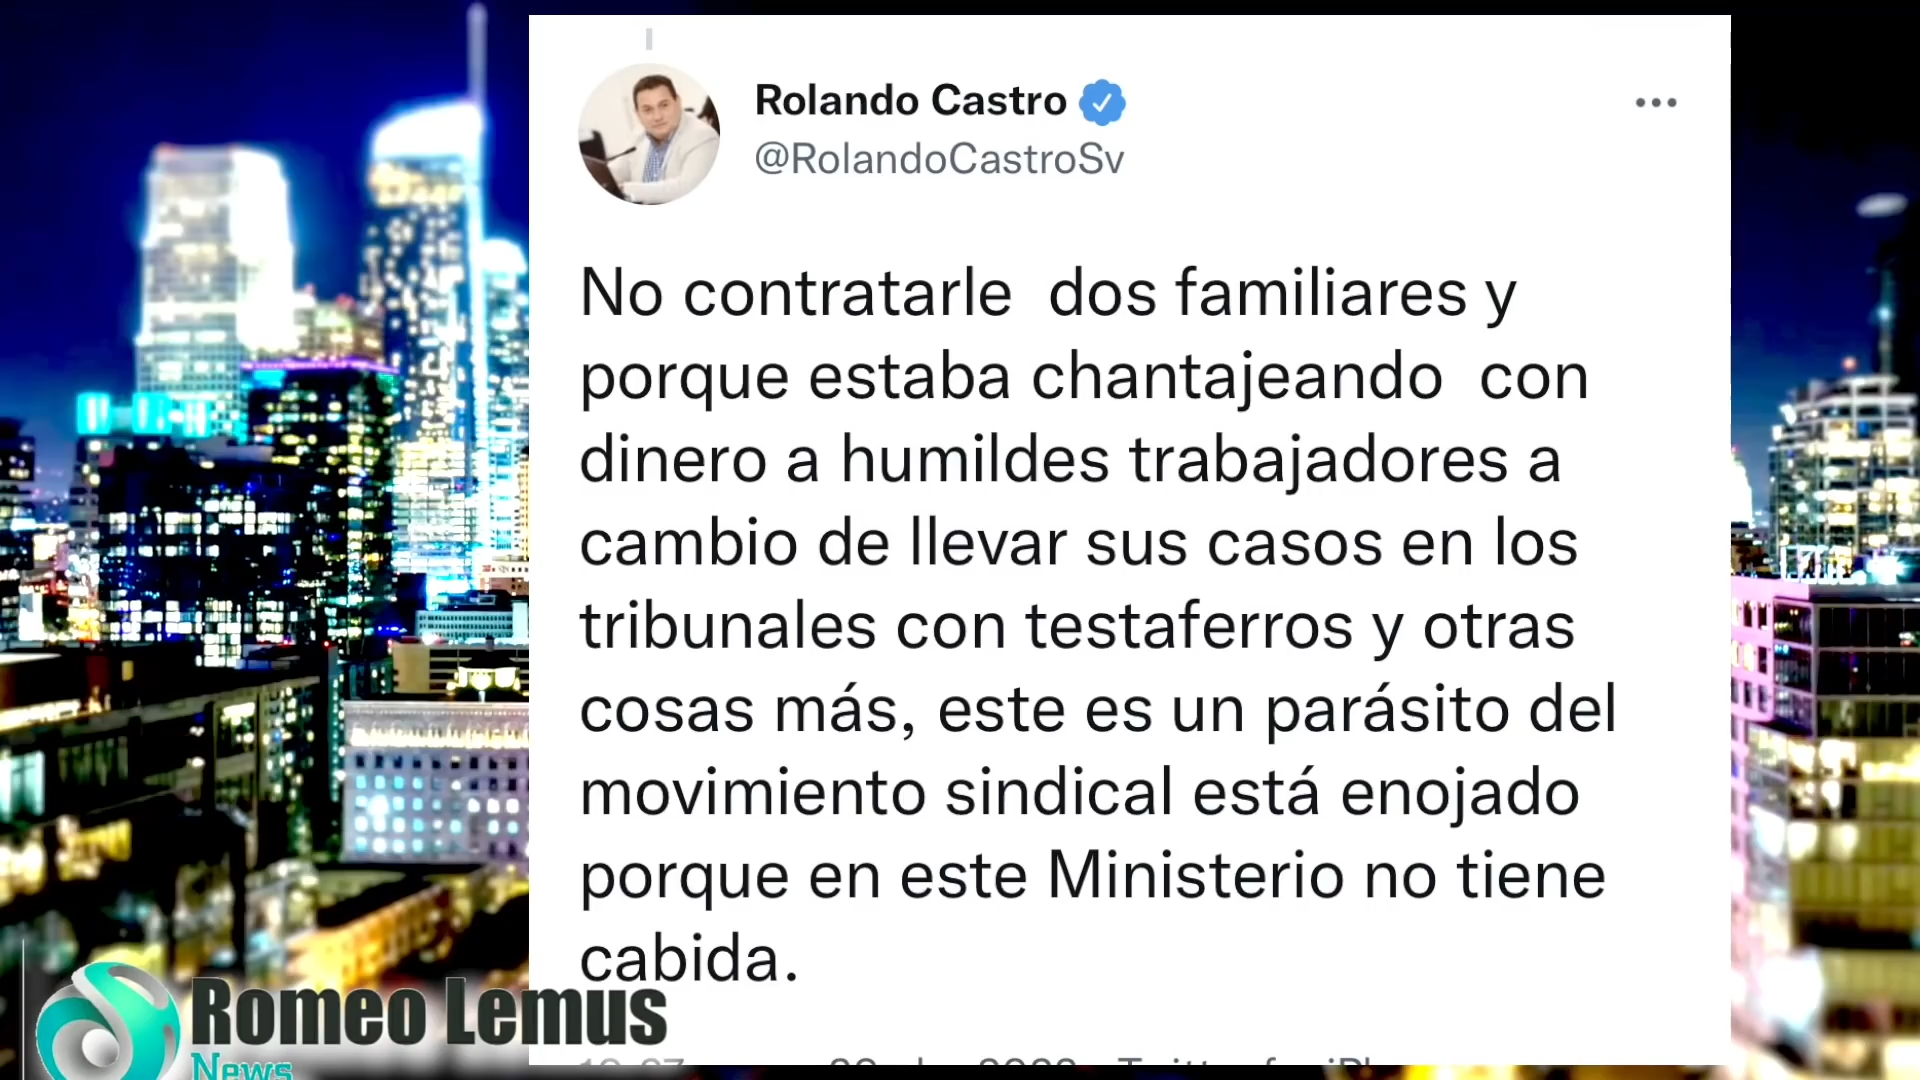 Rolando Castro
@RolandoCastroSv
No contratarle dos familiares y
porque estaba chantajeando con
dinero a humildes trabajadores a
cambio de llevar sus casos en los
tribunales con testaferros y otras
cosas más, este es un parásito del
movimiento sindical está enojado
porque en este Ministerio no tiene
cabida.
Romeo Lemus
News